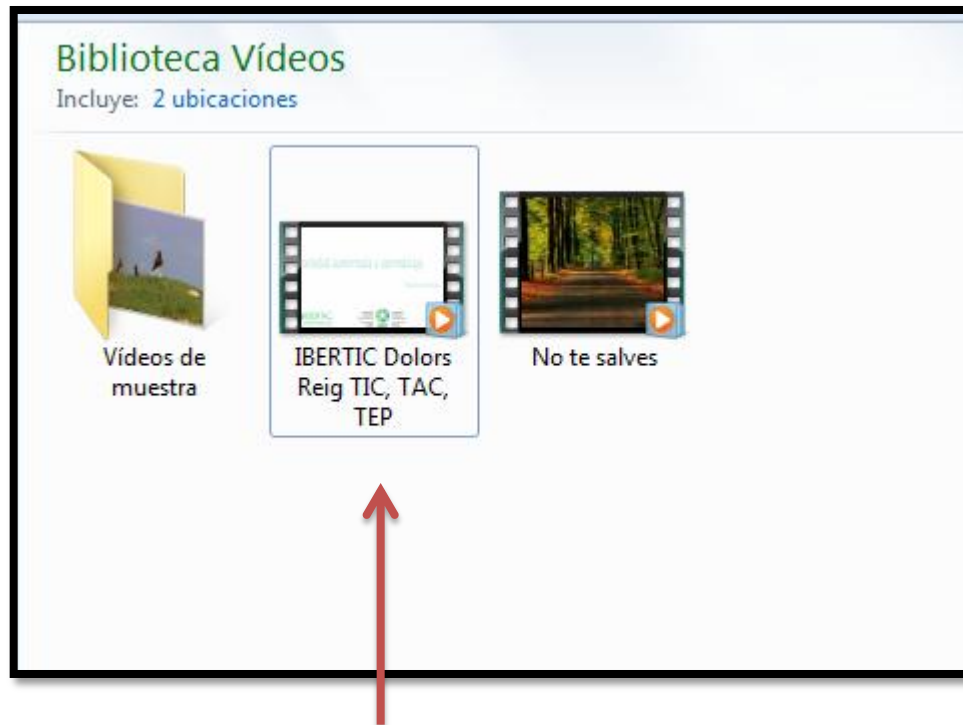 Biblioteca Vídeos
Incluye: 2 ubicaciones
Vídeos de
muestra
IBERTIC Dolors
Reig TIC, TAC,
TEP
No te salves